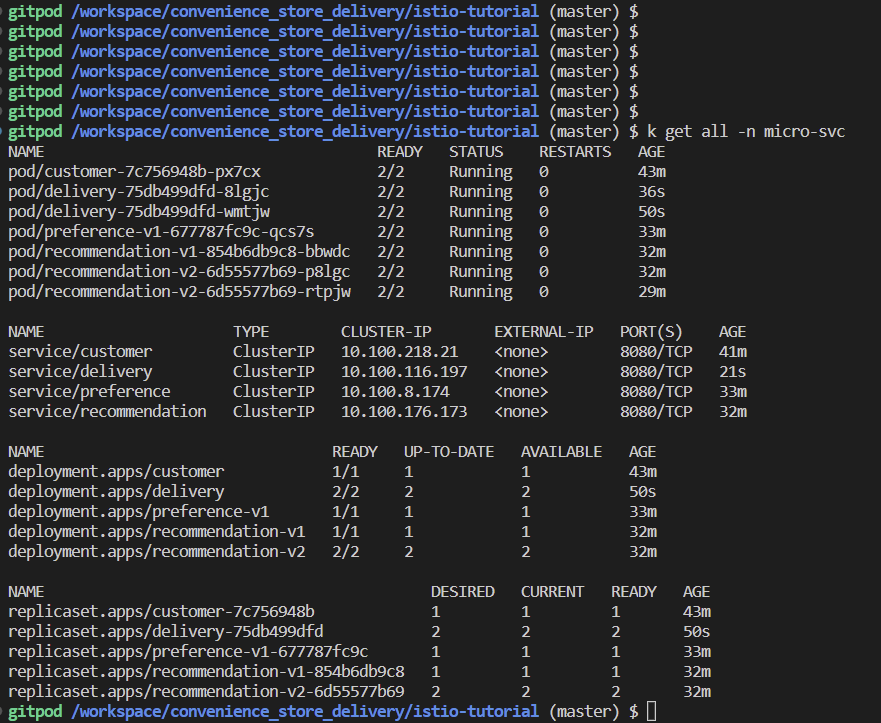 gitpod /workspace/convenience_store_delivery/istio-tutorial (master) $
gitpod /workspace/convenience_store_delivery/istio-tutorial (master) $
gitpod /workspace/convenience_store_delivery/istio-tutorial (master) $
gitpod /workspace/convenience_store_delivery/istio-tutorial (master) $
gitpod /workspace/convenience_store_delivery/istio-tutorial (master) $
gitpod /workspace/convenience_store_delivery/istio-tutorial (master) $
gitpod /workspace/convenience_store_delivery/istio-tutorial (master) $ k get all -n micro-svc
NAME READY STATUS RESTARTS AGE
pod/customer-7c756948b-px7cx 2/2 Running 0 43m
pod/delivery-75db499dfd-8lgjc 2/2 Running 0 36s
pod/delivery-75db499dfd-wmtjw 2/2 Running 0 50s
pod/preference-v1-677787fc9c-qcs7s 2/2 Running 0 33m
pod/recommendation-v1-854b6db9c8-bbwdc 2/2 Running 0 32m
pod/recommendation-v2-6d55577b69-p8lgc 2/2 Running 0 32m
pod/recommendation-v2-6d55577b69-rtpjw 2/2 Running 0 29m
NAME TYPE CLUSTER-IP EXTERNAL-IP PORT(S) AGE
service/customer ClusterIP 10.100.218.21 <none> 8080/TCP 41m
service/delivery ClusterIP 10.100.116.197 <none> 8080/TCP 21s
service/preference ClusterIP 10.100.8.174 <none> 8080/TCP 33m
service/recommendation ClusterIP 10.100.176.173 <none> 8080/TCP 32m
NAME READY UP-TO-DATE AVAILABLE AGE
deployment.apps/customer 1/1 1 1 43m
deployment.apps/delivery 2/2 2 2 50s
deployment.apps/preference-v1 1/1 1 1 33m
deployment.apps/recommendation-v1 1/1 1 1 32m
deployment.apps/recommendation-v2 2/2 2 2 32m
NAME DESIRED CURRENT READY AGE
replicaset.apps/customer-7c756948b 1 1 1 43m
replicaset.apps/delivery-75db499dfd 2 2 2 50s
replicaset.apps/preference-v1-677787fc9c 1 1 1 33m
replicaset.apps/recommendation-v1-854b6db9c8 1 1 1 32m
replicaset.apps/recommendation-v2-6d55577b69 2 2 2 32m
gitpod /workspace/convenience_store_delivery/istio-tutorial (master) $